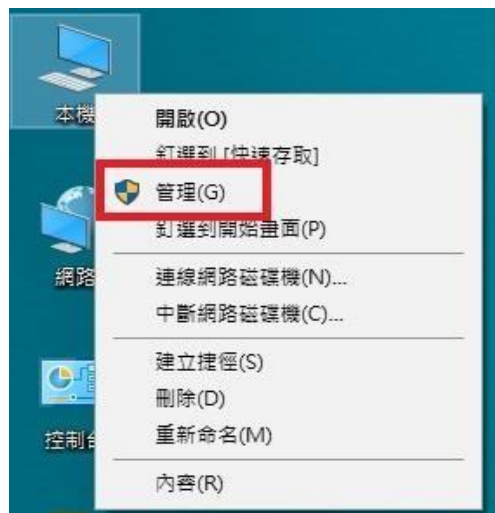 本機
開啟(O)
釘選到 [快速存取]
管理(G)
釘選到開始畫面(P)
網路
連線網路磁碟機(N)...
中斷網路磁碟機(C)...
建立捷徑(S)
刪除(D)
控制台
重新命名(M)
內容(R)